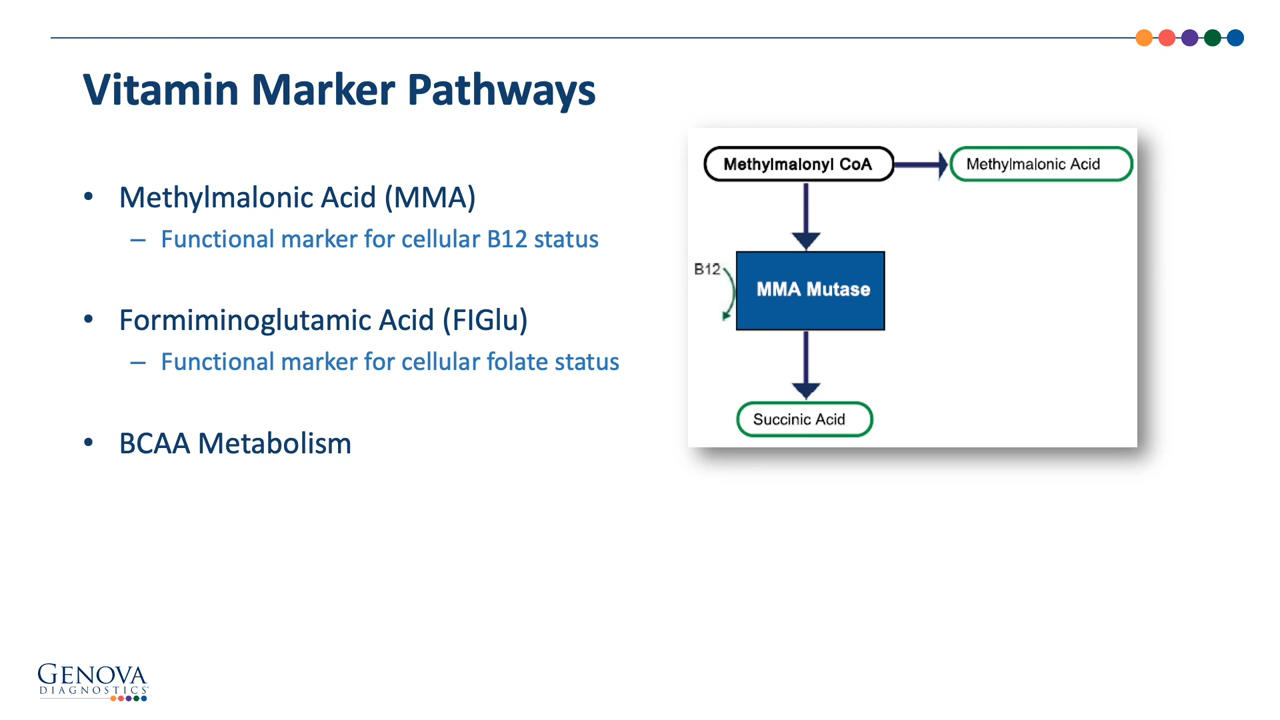 Vitamin Marker Pathways
• Methylmalonic Acid (MMA)
– Functional marker for cellular B12 status
• Formiminoglutamic Acid (FIGlu)
– Functional marker for cellular folate status
• BCAA Metabolism
Methylmalonyl CoA
Methylmalonic Acid
B12
MMA Mutase
Succinic Acid
GENOVA
DIAGNOSTICS